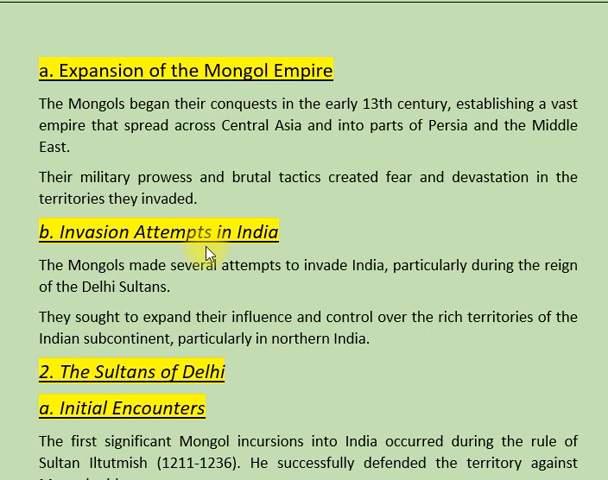 a. Expansion of the Mongol Empire
The Mongols began their conquests in the early 13th century, establishing a vast
empire that spread across Central Asia and into parts of Persia and the Middle
East.
Their military prowess and brutal tactics created fear and devastation in the
territories they invaded.
b. Invasion Attempts in India
The Mongols made several attempts to invade India, particularly during the reign
of the Delhi Sultans.
They sought to expand their influence and control over the rich territories of the
Indian subcontinent, particularly in northern India.
2. The Sultans of Delhi
a. Initial Encounters
The first significant Mongol incursions into India occurred during the rule of
Sultan Iltutmish (1211-1236). He successfully defended the territory against